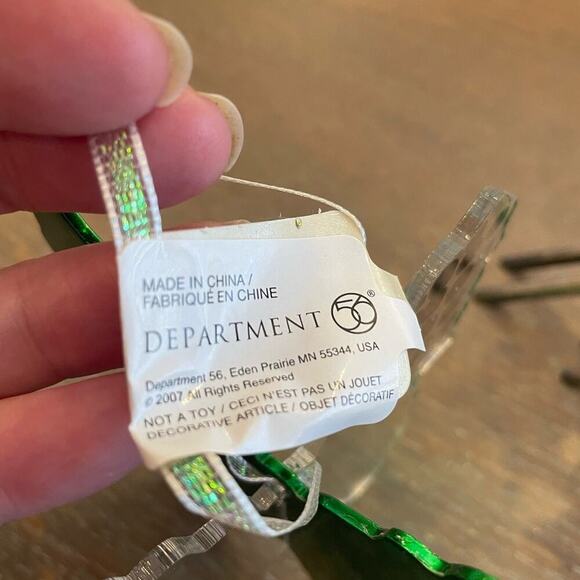 MADE IN CHINA /
FABRIQUÉ EN CHINE
DEPARTMENT 56®
Department 56, Eden Prairie MN 55344, USA
© 2007 All Rights Reserved
NOT A TOY / CECI N'EST PAS UN JOUET
DECORATIVE ARTICLE / OBJET DÉCORATIF